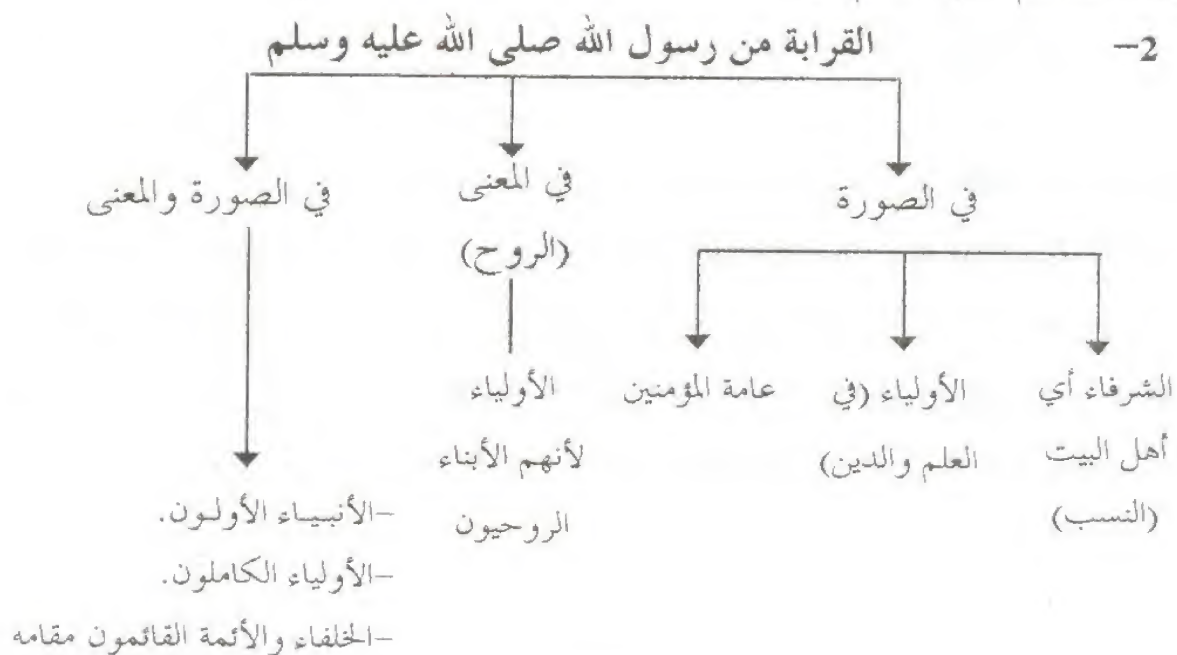 2- القرابة من رسول الله صلى الله عليه وسلم
في الصورة
في المعنى
(الروح)
في الصورة والمعنى
الشرفاء أي
أهل البيت
(النسب)
الأولياء (في
العلم والدين)
عامة المؤمنين
الأولياء
لأنهم الأبناء
الروحيون
-الأنبياء الأولون.
-الأولياء الكاملون.
-الخلفاء والأئمة القائمون مقامه